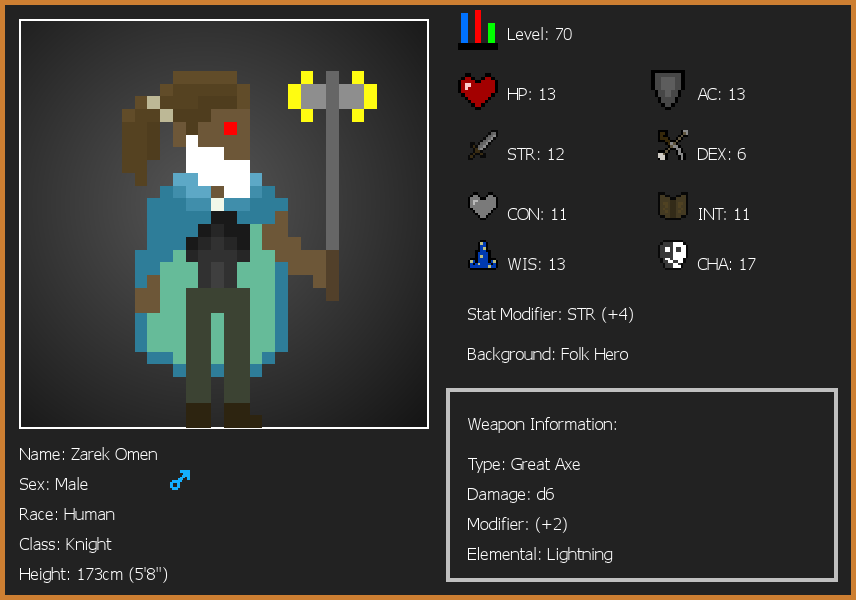 Level: 70
HP: 13
AC: 13
STR: 12
DEX: 6
CON: 11
INT: 11
WIS: 13
CHA: 17
Stat Modifier: STR (+4)
Background: Folk Hero
Weapon Information:
Type: Great Axe
Damage: d6
Modifier: (+2)
Elemental: Lightning
Name: Zarek Omen
Sex: Male
Race: Human
Class: Knight
Height: 173cm (5'8")